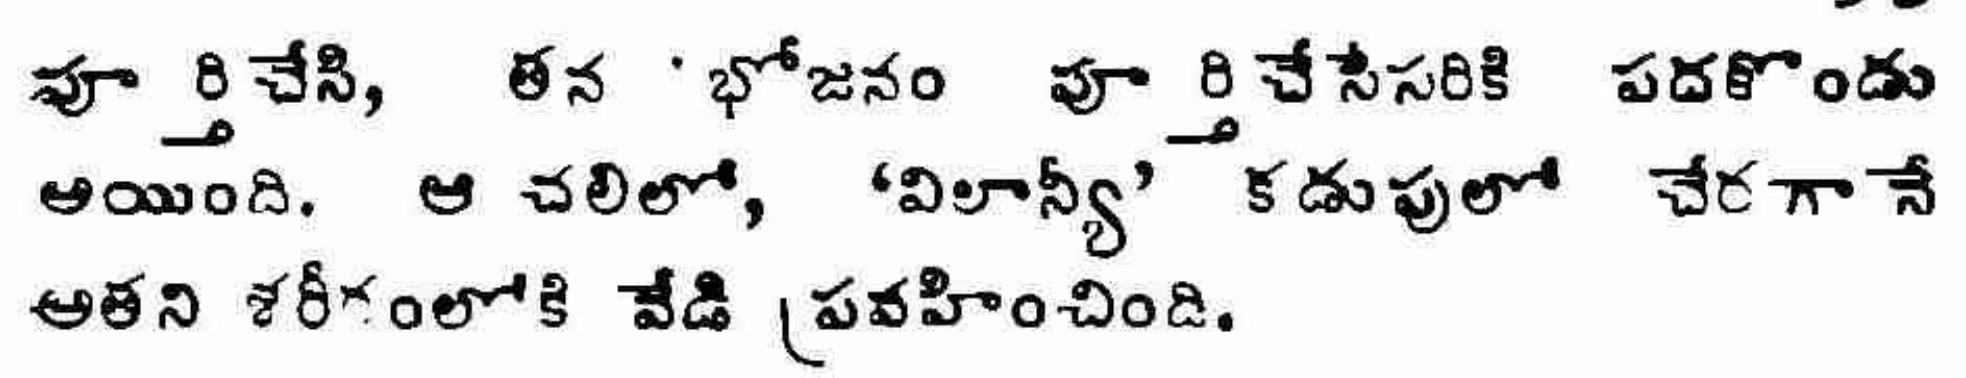 పూర్తిచేసి, తన భోజనం పూర్తిచేసేసరికి పదకొండు
అయింది. ఆ చలిలో, ‘విలాన్యీ’ కడుపులో చేరగానే
అతని శరీరంలోకి వేడి ప్రవహించింది.